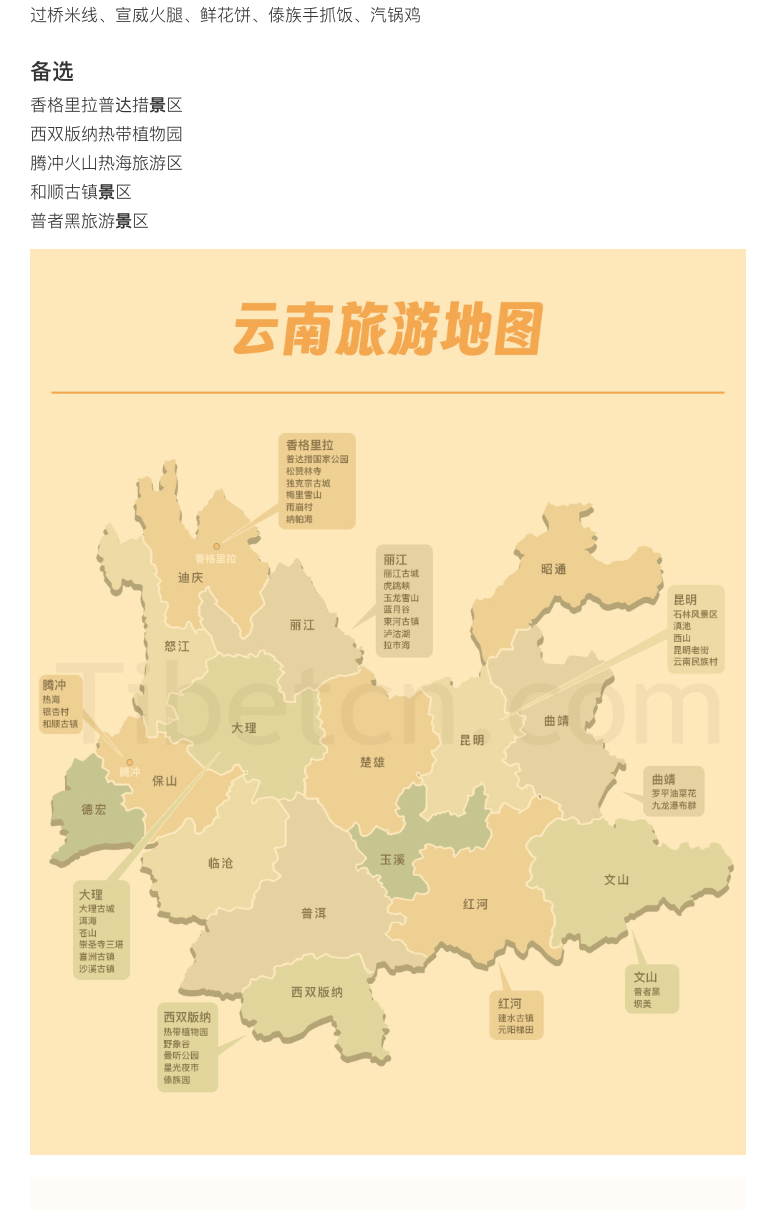 过桥米线、宣威火腿、鲜花饼、傣族手抓饭、汽锅鸡
备选
香格里拉普达措景区
西双版纳热带植物园
腾冲火山热海旅游区
和顺古镇景区
普者黑旅游景区
云南旅游地图
香格里拉
普达措国家公园
松赞林寺
独克宗古城
梅里雪山
雨崩村
纳帕海
香格里拉
迪庆
丽江
丽江古城
虎跳峡
玉龙雪山
蓝月谷
束河古镇
泸沽湖
拉市海
昭通
昆明
石林风景区
滇池
西山
昆明老街
云南民族村
丽江
怒江
腾冲
热海
银杏村
和顺古镇
Tibetcn.com
大理
曲靖
昆明
楚雄
腾冲
保山
曲靖
罗平油菜花
九龙瀑布群
德宏
临沧
玉溪
文山
红河
普洱
大理
大理古城
洱海
苍山
崇圣寺三塔
喜洲古镇
沙溪古镇
文山
普者黑
坝美
西双版纳
红河
建水古镇
元阳梯田
西双版纳
热带植物园
野象谷
曼听公园
星光夜市
傣族园